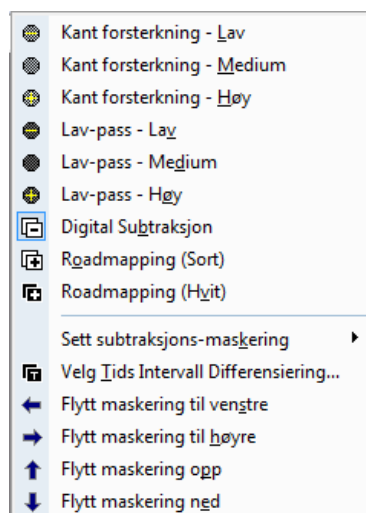 Kant forsterkning - Lav
Kant forsterkning - Medium
Kant forsterkning - Høy
Lav-pass - Lav
Lav-pass - Medium
Lav-pass - Høy
Digital Subtraksjon
Roadmapping (Sort)
Roadmapping (Hvit)
Sett subtraksjons-maskering
Velg Tids Intervall Differensiering...
Flytt maskering til venstre
Flytt maskering til høyre
Flytt maskering opp
Flytt maskering ned